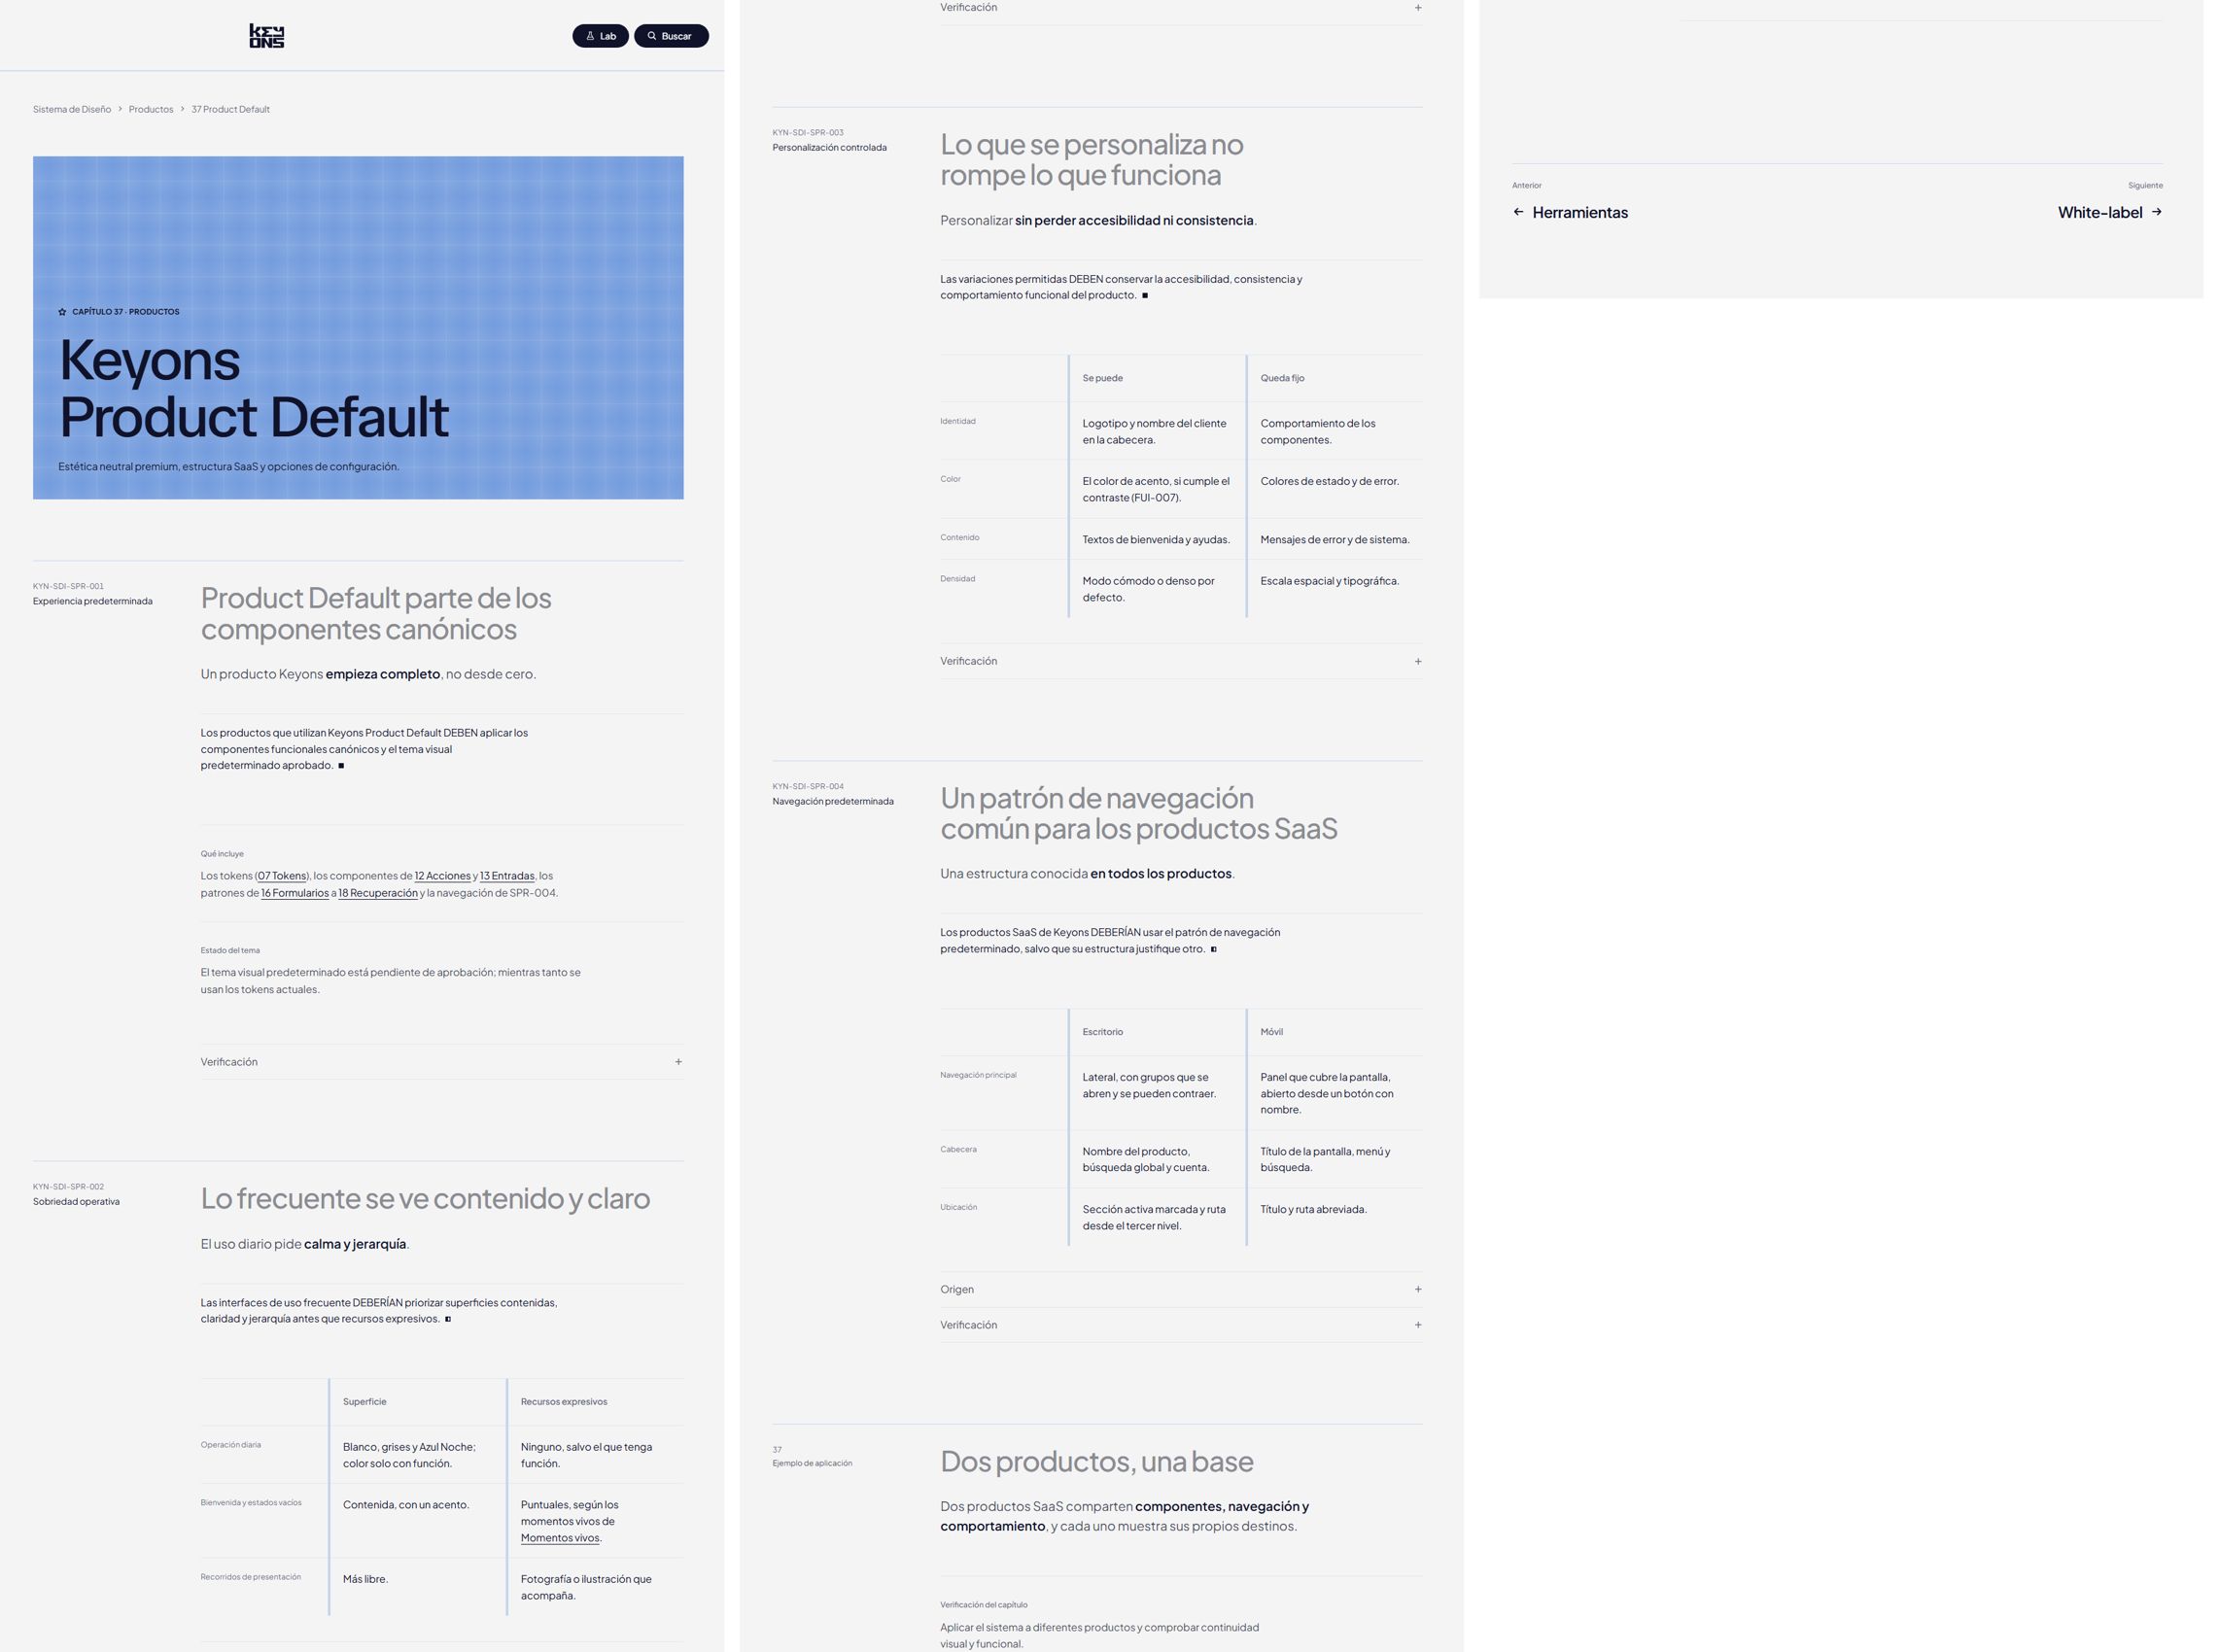 KEY
ONS
Lab
Buscar
Sistema de Diseño > Productos > 37 Product Default
CAPÍTULO 37 · PRODUCTOS
Keyons
Product Default
Estética neutral premium, estructura SaaS y opciones de configuración.
KYN-SDI-SPR-001
Experiencia predeterminada
Product Default parte de los
componentes canónicos
Un producto Keyons empieza completo, no desde cero.
Los productos que utilizan Keyons Product Default DEBEN aplicar los
componentes funcionales canónicos y el tema visual
predeterminado aprobado.
Qué incluye
Los tokens (07 Tokens), los componentes de 12 Acciones y 13 Entradas, los
patrones de 16 Formularios a 18 Recuperación y la navegación de SPR-004.
Estado del tema
El tema visual predeterminado está pendiente de aprobación; mientras tanto se
usan los tokens actuales.
Verificación +
KYN-SDI-SPR-002
Sobriedad operativa
Lo frecuente se ve contenido y claro
El uso diario pide calma y jerarquía.
Las interfaces de uso frecuente DEBERÍAN priorizar superficies contenidas,
claridad y jerarquía antes que recursos expresivos.
Superficie
Recursos expresivos
Operación diaria
Blanco, grises y Azul Noche;
color solo con función.
Ninguno, salvo el que tenga
función.
Bienvenida y estados vacíos
Contenida, con un acento.
Puntuales, según los
momentos vivos de
Momentos vivos.
Recorridos de presentación
Más libre.
Fotografía o ilustración que
acompaña.
Verificación +
KYN-SDI-SPR-003
Personalización controlada
Lo que se personaliza no
rompe lo que funciona
Personalizar sin perder accesibilidad ni consistencia.
Las variaciones permitidas DEBEN conservar la accesibilidad, consistencia y
comportamiento funcional del producto.
Se puede
Queda fijo
Identidad
Logotipo y nombre del cliente
en la cabecera.
Comportamiento de los
componentes.
Color
El color de acento, si cumple el
contraste (FUI-007).
Colores de estado y de error.
Contenido
Textos de bienvenida y ayudas.
Mensajes de error y de sistema.
Densidad
Modo cómodo o denso por
defecto.
Escala espacial y tipográfica.
Verificación +
KYN-SDI-SPR-004
Navegación predeterminada
Un patrón de navegación
común para los productos SaaS
Una estructura conocida en todos los productos.
Los productos SaaS de Keyons DEBERÍAN usar el patrón de navegación
predeterminado, salvo que su estructura justifique otro.
Escritorio
Móvil
Navegación principal
Lateral, con grupos que se
abren y se pueden contraer.
Panel que cubre la pantalla,
abierto desde un botón con
nombre.
Cabecera
Nombre del producto,
búsqueda global y cuenta.
Título de la pantalla, menú y
búsqueda.
Ubicación
Sección activa marcada y ruta
desde el tercer nivel.
Título y ruta abreviada.
Origen +
Verificación +
37
Ejemplo de aplicación
Dos productos, una base
Dos productos SaaS comparten componentes, navegación y
comportamiento, y cada uno muestra sus propios destinos.
Verificación del capítulo
Aplicar el sistema a diferentes productos y comprobar continuidad
visual y funcional.
Anterior
← Herramientas
Siguiente
White-label →